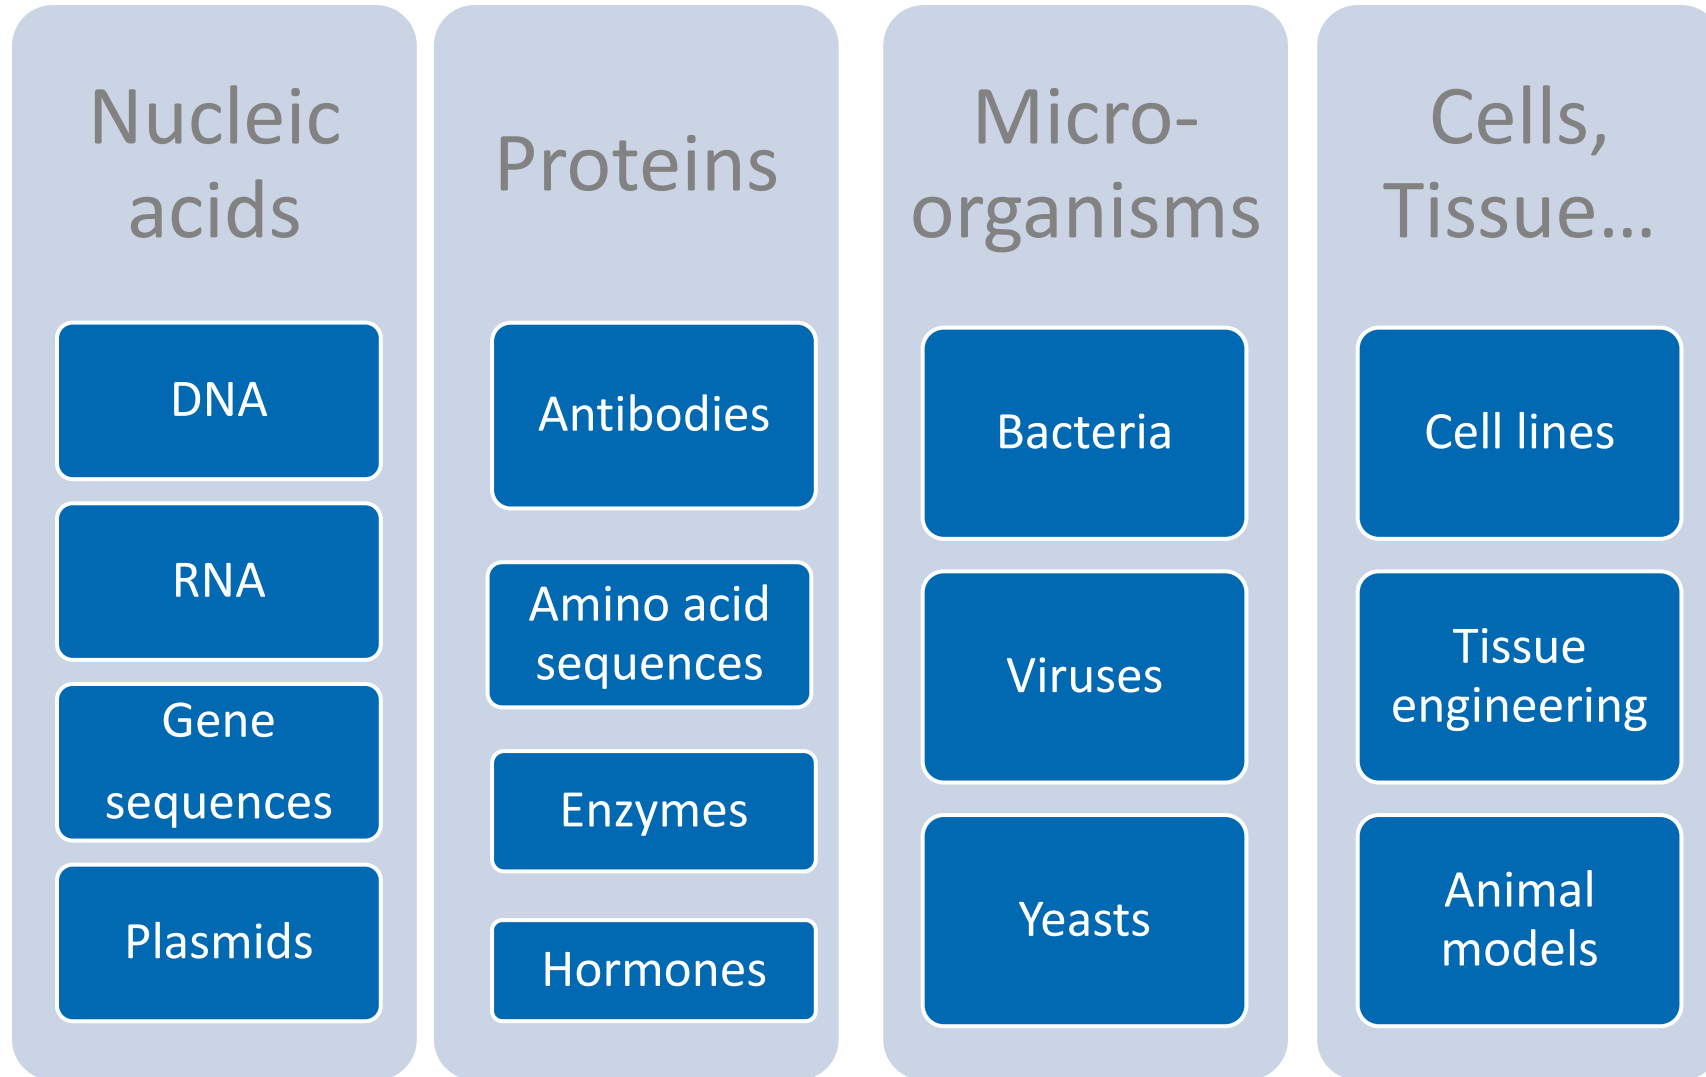 Nucleic
acids
DNA
RNA
Gene
sequences
Plasmids
Proteins
Antibodies
Amino acid
sequences
Enzymes
Hormones
Micro-
organisms
Bacteria
Viruses
Yeasts
Cells,
Tissue...
Cell lines
Tissue
engineering
Animal
models